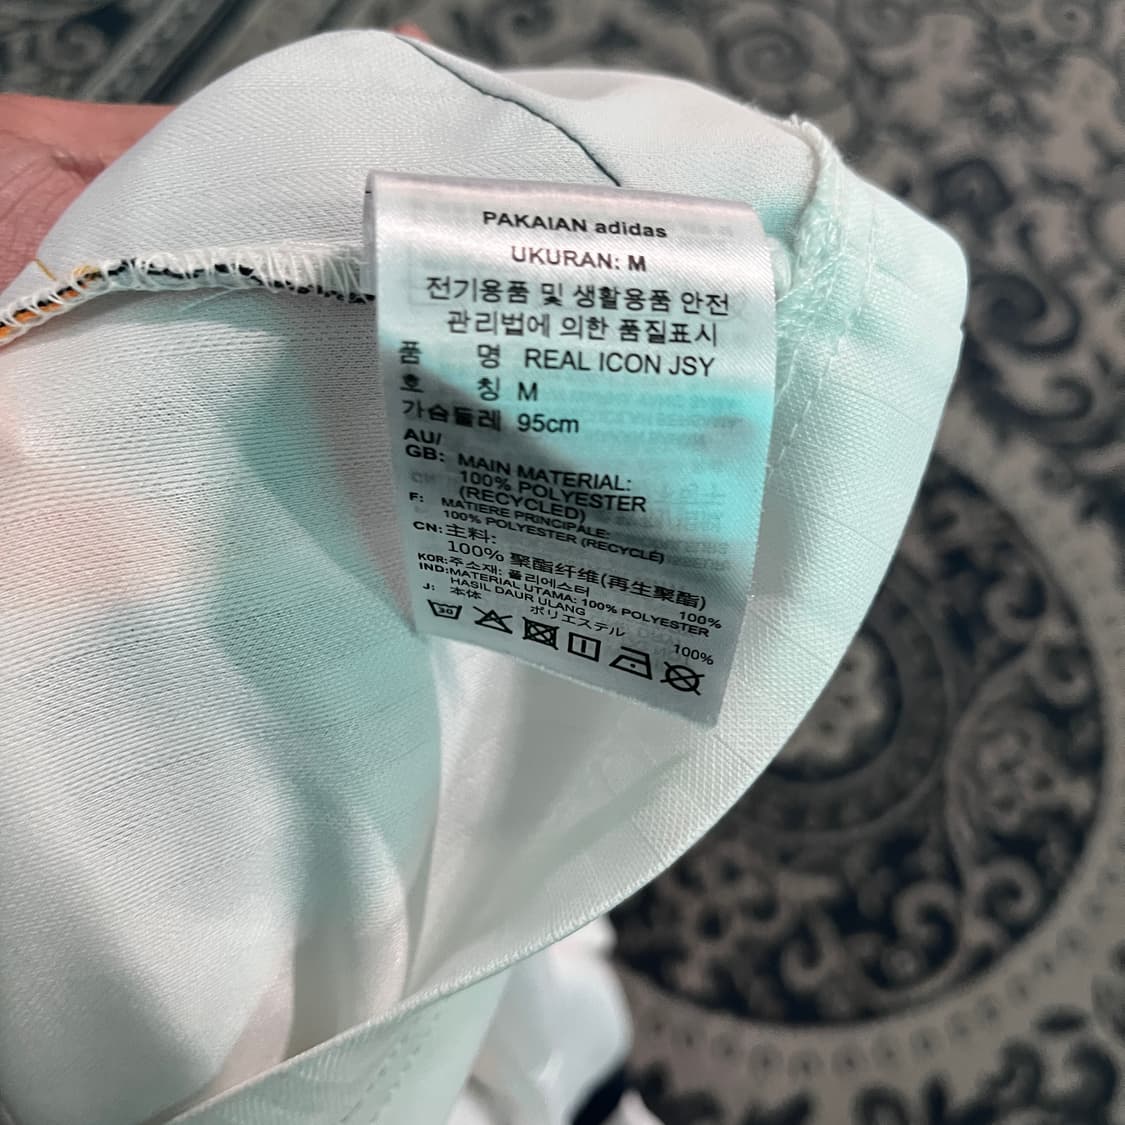 PAKAIAN adidas
UKURAN: M
전기용품 및 생활용품 안전
관리법에 의한 품질표시
품 명 REAL ICON JSY
호 칭 M
가슴둘레 95cm
AU/
GB: MAIN MATERIAL:
100% POLYESTER
(RECYCLED)
F: MATIERE PRINCIPALE:
100% POLYESTER (RECYCLÉ)
CN: 主料:
100% 聚酯纤维(再生聚酯)
KOR: 주소재: 폴리에스터 100%
IND: MATERIAL UTAMA: 100% POLYESTER
HASIL DAUR ULANG
J: 本体 ポリエステル 100%
30